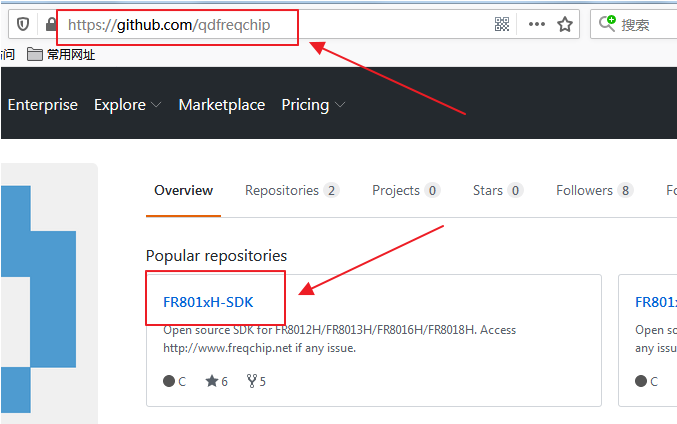 https://github.com/qdfreqchip
搜索
问 常用网址
Enterprise Explore Marketplace Pricing
Overview Repositories 2 Projects 0 Stars 0 Followers 8 Fo
Popular repositories
FR801xH-SDK
Open source SDK for FR8012H/FR8013H/FR8016H/FR8018H. Access
http://www.freqchip.net if any issue.
C 6 5
FR801
Open so
any issu
C